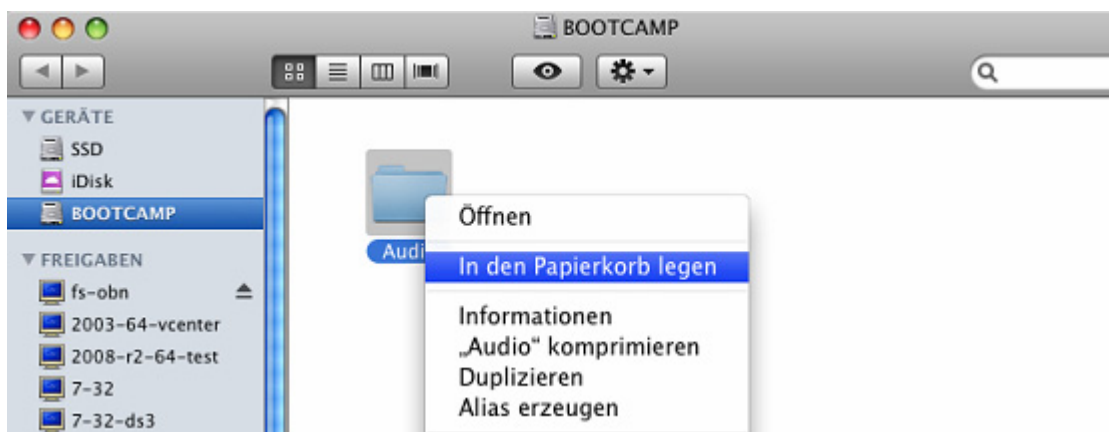 BOOTCAMP
GERÄTE
SSD
iDisk
BOOTCAMP
FREIGABEN
fs-obn
2003-64-vcenter
2008-r2-64-test
7-32
7-32-ds3
Audi
Öffnen
In den Papierkorb legen
Informationen
„Audio“ komprimieren
Duplizieren
Alias erzeugen